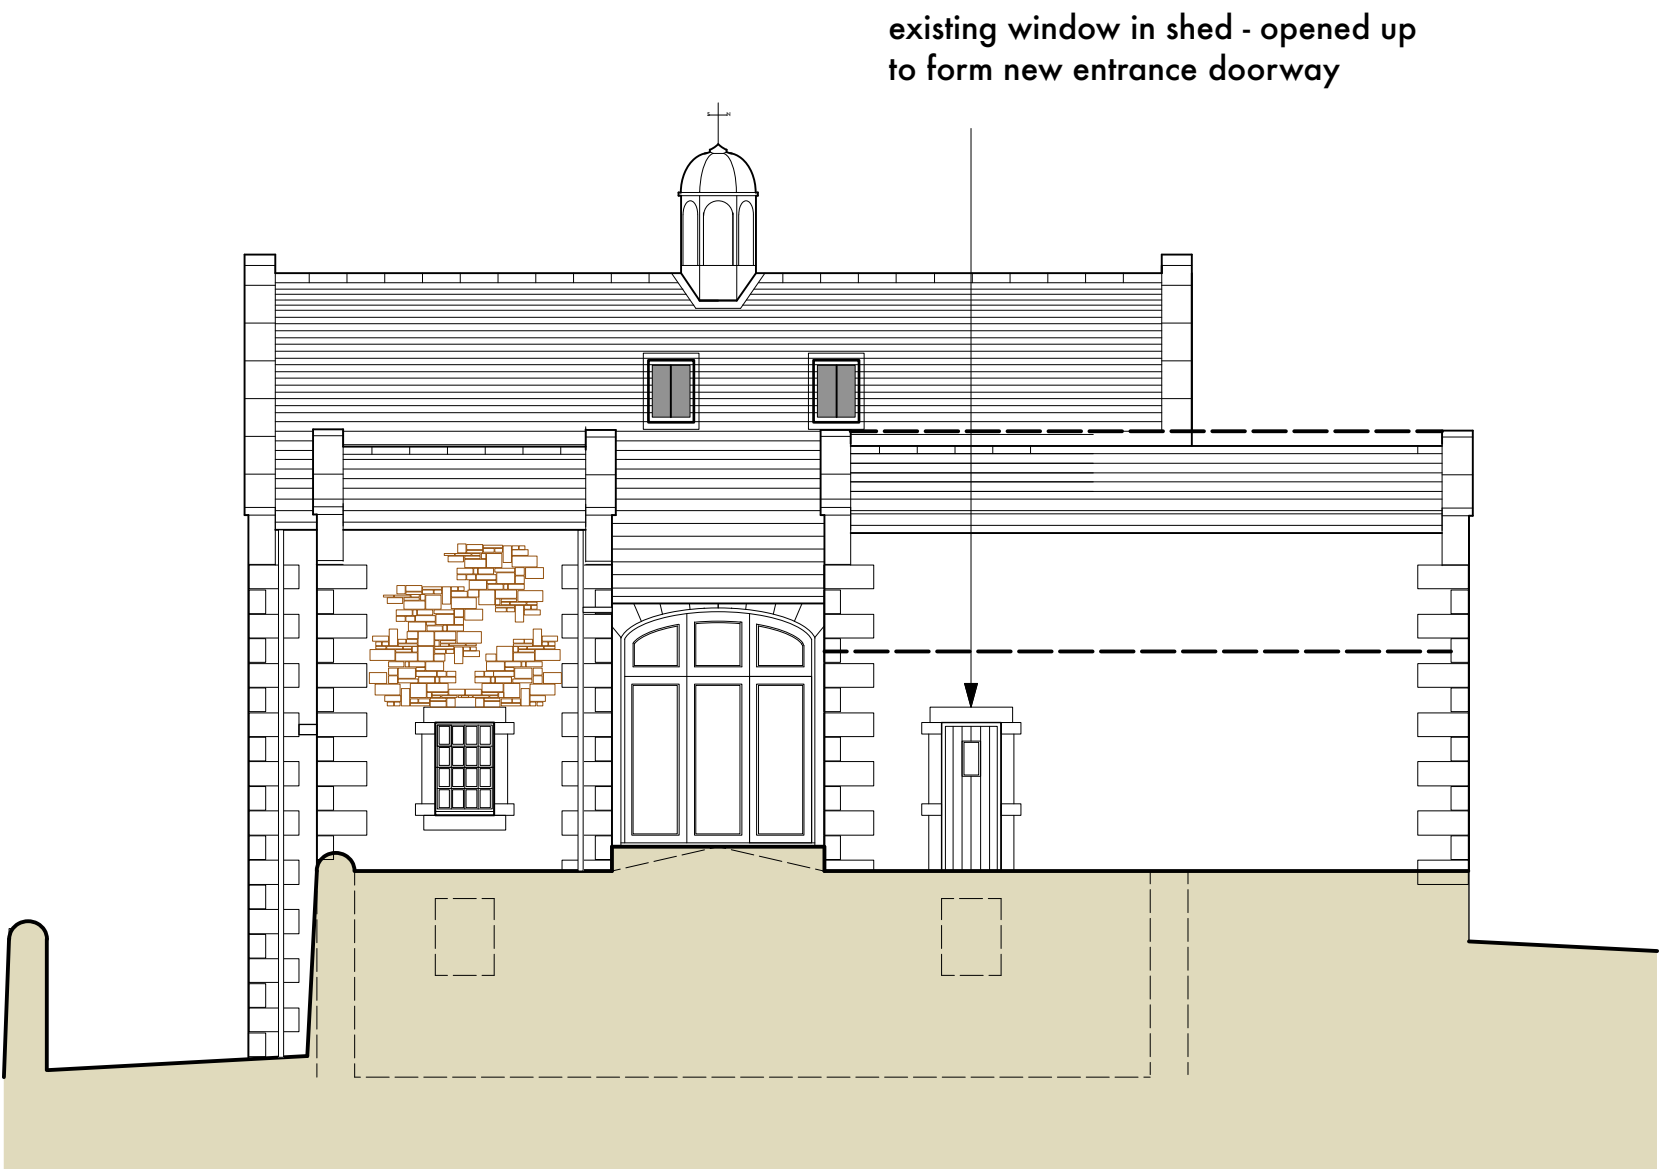 existing window in shed - opened up
to form new entrance doorway
S N